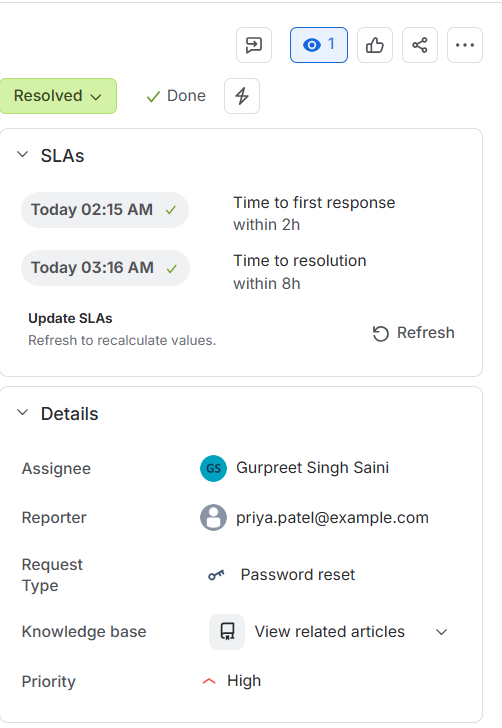 1
Resolved
Done
SLAs
Today 02:15 AM
Time to first response
within 2h
Today 03:16 AM
Time to resolution
within 8h
Update SLAs
Refresh to recalculate values.
Refresh
Details
Assignee
GS
Gurpreet Singh Saini
Reporter
priya.patel@example.com
Request
Type
Password reset
Knowledge base
View related articles
Priority
High